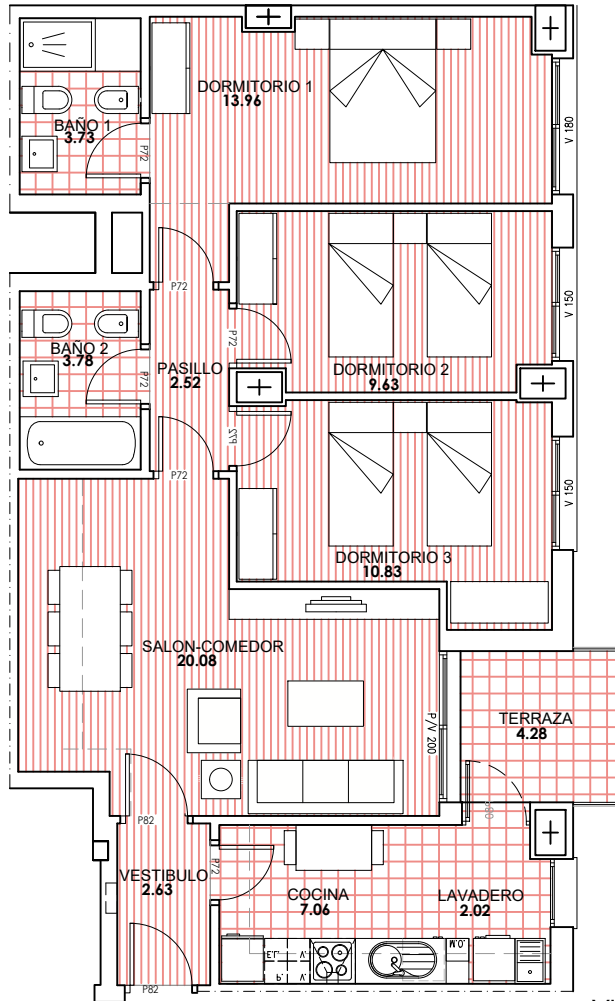 DORMITORIO 1
13.96
V 180
BAÑO 1
3.73
P72
P72
V 150
BAÑO 2
3.78
P72
P72
PASILLO
2.52
DORMITORIO 2
9.63
P79
P72
V 150
DORMITORIO 3
10.83
SALON-COMEDOR
20.08
P/V 200
TERRAZA
4.28
P82
P72
VESTIBULO
2.63
COCINA
7.06
LAVADERO
2.02
O.M.
P.
V.
P82